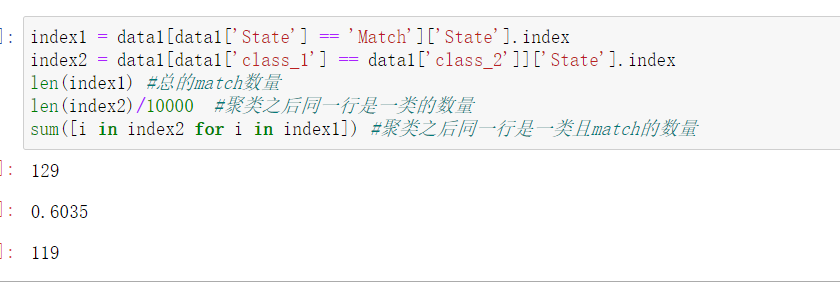 ]: index1 = data1[data1['State'] == 'Match']['State'].index
index2 = data1[data1['class_1'] == data1['class_2']]['State'].index
len(index1) #总的match数量
len(index2)/10000  #聚类之后同一行是一类的数量
sum([i in index2 for i in index1]) #聚类之后同一行是一类且match的数量
]: 129
]: 0.6035
]: 119